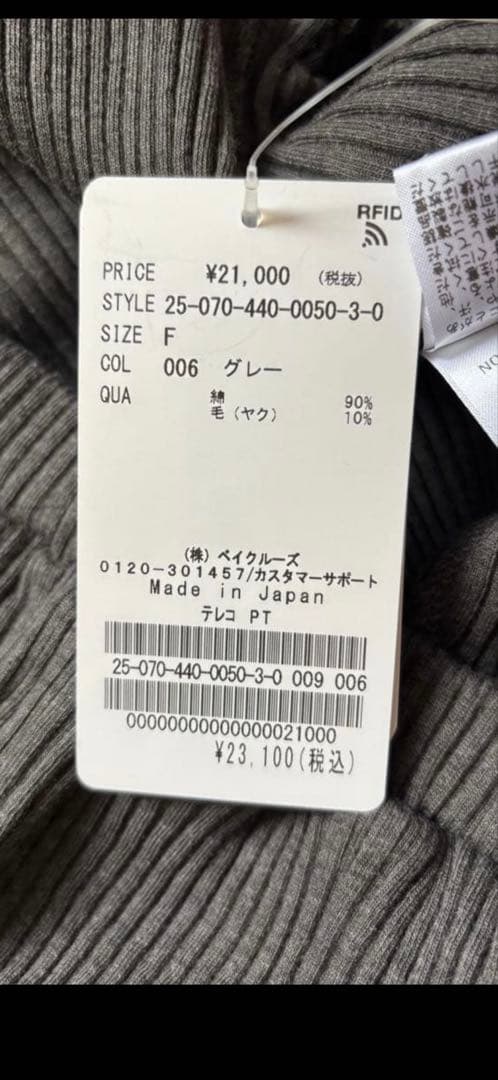 RFID
PRICE ¥21,000 (税抜)
STYLE 25-070-440-0050-3-0
SIZE F
COL 006 グレー
QUA 綿 90%
毛(ヤク) 10%
(株)ベイクルーズ
0120-301457/カスタマーサポート
Made in Japan
テレコ PT
25-070-440-0050-3-0 009 006
00000000000000021000
¥23,100(税込)